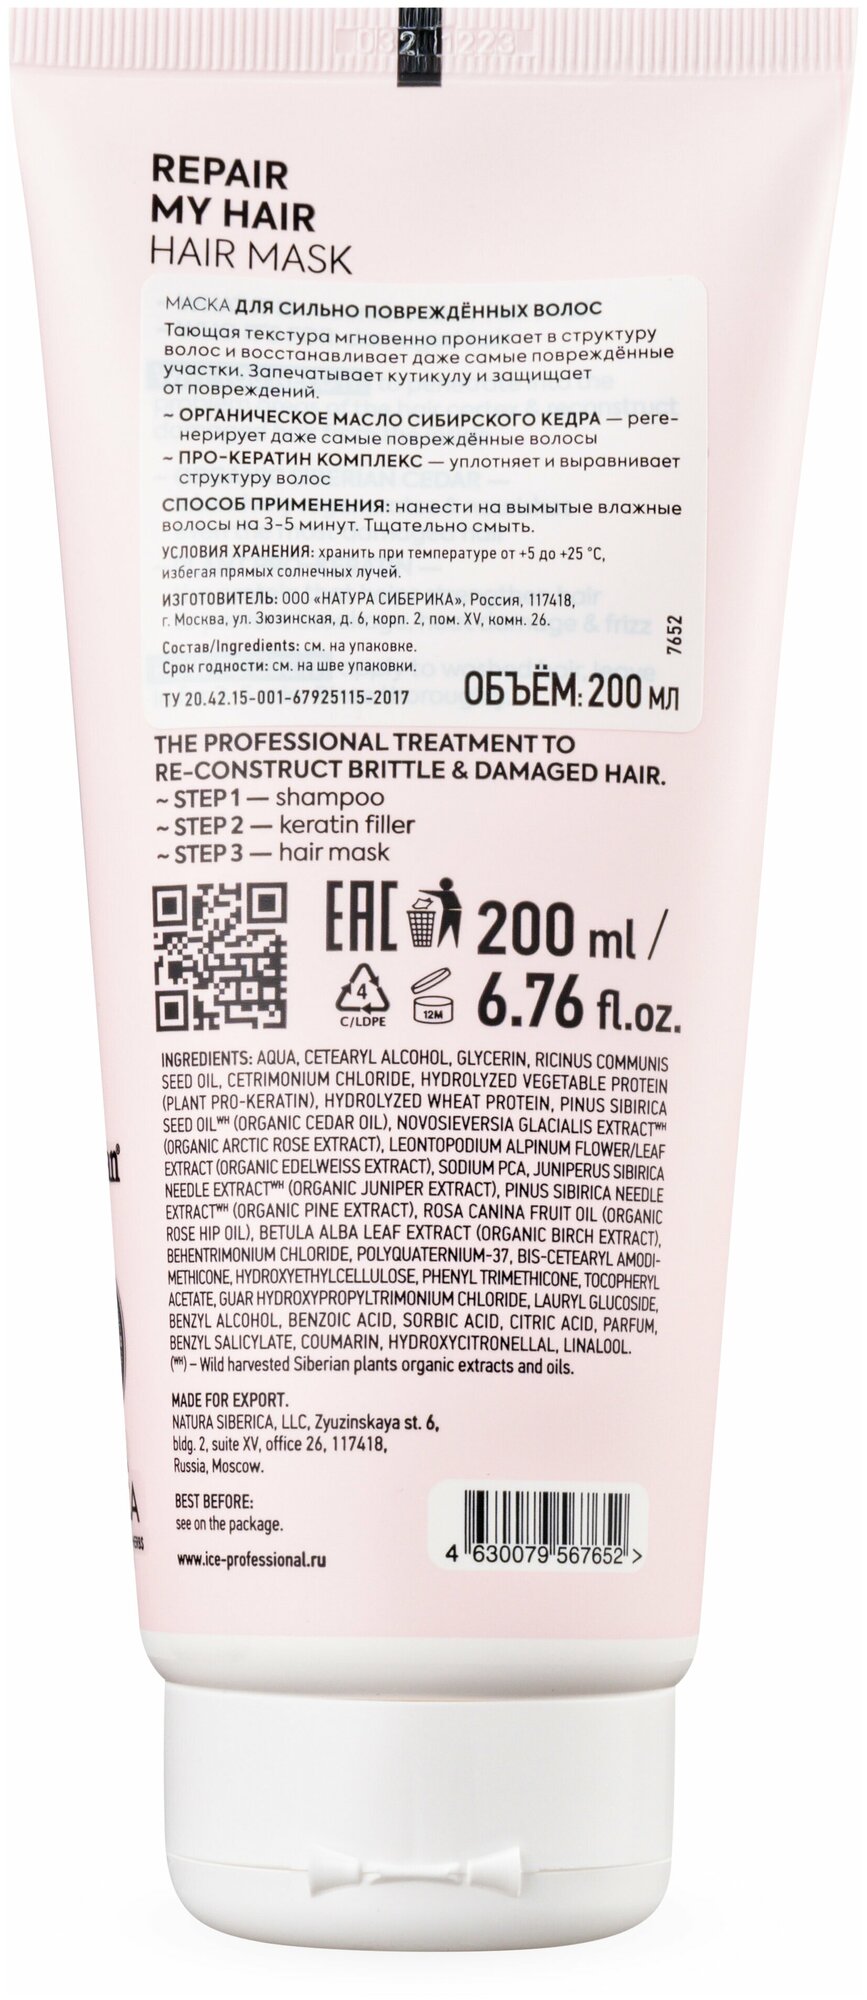 032 1223
REPAIR
MY HAIR
HAIR MASK
МАСКА ДЛЯ СИЛЬНО ПОВРЕЖДЁННЫХ ВОЛОС
Тающая текстура мгновенно проникает в структуру
волос и восстанавливает даже самые повреждённые
участки. Запечатывает кутикулу и защищает
от повреждений.
~ ОРГАНИЧЕСКОЕ МАСЛО СИБИРСКОГО КЕДРА — реге-
нерирует даже самые повреждённые волосы
~ ПРО-КЕРАТИН КОМПЛЕКС — уплотняет и выравнивает
структуру волос
СПОСОБ ПРИМЕНЕНИЯ: нанести на вымытые влажные
волосы на 3–5 минут. Тщательно смыть.
УСЛОВИЯ ХРАНЕНИЯ: хранить при температуре от +5 до +25 °С,
избегая прямых солнечных лучей.
ИЗГОТОВИТЕЛЬ: ООО «НАТУРА СИБЕРИКА», Россия, 117418,
г. Москва, ул. Зюзинская, д. 6, корп. 2, пом. XV, комн. 26.
7652
Состав/Ingredients: см. на упаковке.
Срок годности: см. на шве упаковки.
ТУ 20.42.15-001-67925115-2017
ОБЪЁМ: 200 МЛ
THE PROFESSIONAL TREATMENT TO
RE-CONSTRUCT BRITTLE & DAMAGED HAIR.
~ STEP 1 — shampoo
~ STEP 2 — keratin filler
~ STEP 3 — hair mask
EAC
200 ml /
6.76 fl.oz.
4
C/LDPE
12M
INGREDIENTS: AQUA, CETEARYL ALCOHOL, GLYCERIN, RICINUS COMMUNIS
SEED OIL, CETRIMONIUM CHLORIDE, HYDROLYZED VEGETABLE PROTEIN
(PLANT PRO-KERATIN), HYDROLYZED WHEAT PROTEIN, PINUS SIBIRICA
SEED OILᵂᴴ (ORGANIC CEDAR OIL), NOVOSIEVERSIA GLACIALIS EXTRACTᵂᴴ
(ORGANIC ARCTIC ROSE EXTRACT), LEONTOPODIUM ALPINUM FLOWER/LEAF
EXTRACT (ORGANIC EDELWEISS EXTRACT), SODIUM PCA, JUNIPERUS SIBIRICA
NEEDLE EXTRACTᵂᴴ (ORGANIC JUNIPER EXTRACT), PINUS SIBIRICA NEEDLE
EXTRACTᵂᴴ (ORGANIC PINE EXTRACT), ROSA CANINA FRUIT OIL (ORGANIC
ROSE HIP OIL), BETULA ALBA LEAF EXTRACT (ORGANIC BIRCH EXTRACT),
BEHENTRIMONIUM CHLORIDE, POLYQUATERNIUM-37, BIS-CETEARYL AMODI-
METHICONE, HYDROXYETHYLCELLULOSE, PHENYL TRIMETHICONE, TOCOPHERYL
ACETATE, GUAR HYDROXYPROPYLTRIMONIUM CHLORIDE, LAURYL GLUCOSIDE,
BENZYL ALCOHOL, BENZOIC ACID, SORBIC ACID, CITRIC ACID, PARFUM,
BENZYL SALICYLATE, COUMARIN, HYDROXYCITRONELLAL, LINALOOL.
(ᵂᴴ) – Wild harvested Siberian plants organic extracts and oils.
MADE FOR EXPORT.
NATURA SIBERICA, LLC, Zyuzinskaya st. 6,
bldg. 2, suite XV, office 26, 117418,
Russia, Moscow.
BEST BEFORE:
see on the package.
www.ice-professional.ru
4 630079 567652 >